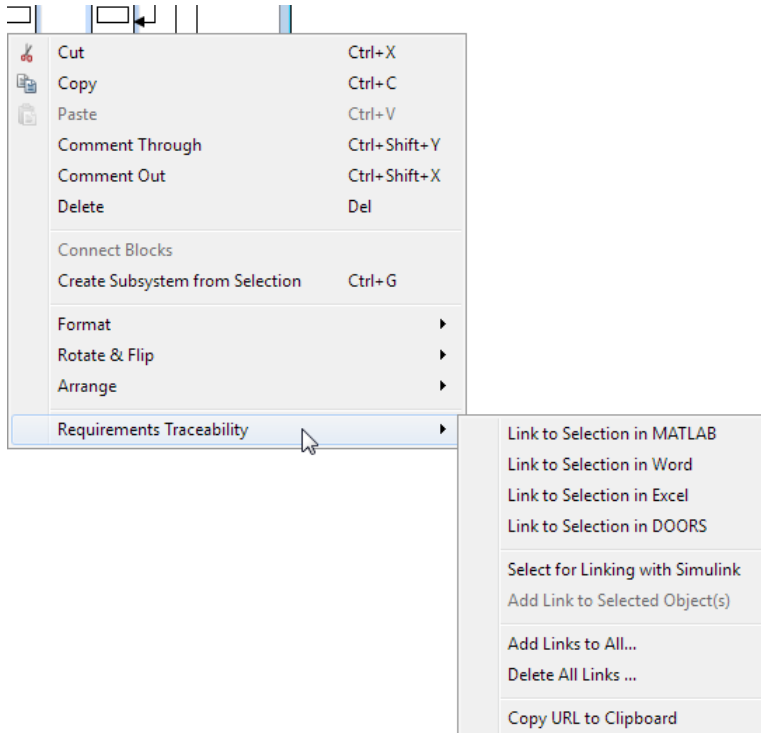 Cut Ctrl+X
Copy Ctrl+C
Paste Ctrl+V
Comment Through Ctrl+Shift+Y
Comment Out Ctrl+Shift+X
Delete Del
Connect Blocks
Create Subsystem from Selection Ctrl+G
Format
Rotate & Flip
Arrange
Requirements Traceability
Link to Selection in MATLAB
Link to Selection in Word
Link to Selection in Excel
Link to Selection in DOORS
Select for Linking with Simulink
Add Link to Selected Object(s)
Add Links to All...
Delete All Links ...
Copy URL to Clipboard